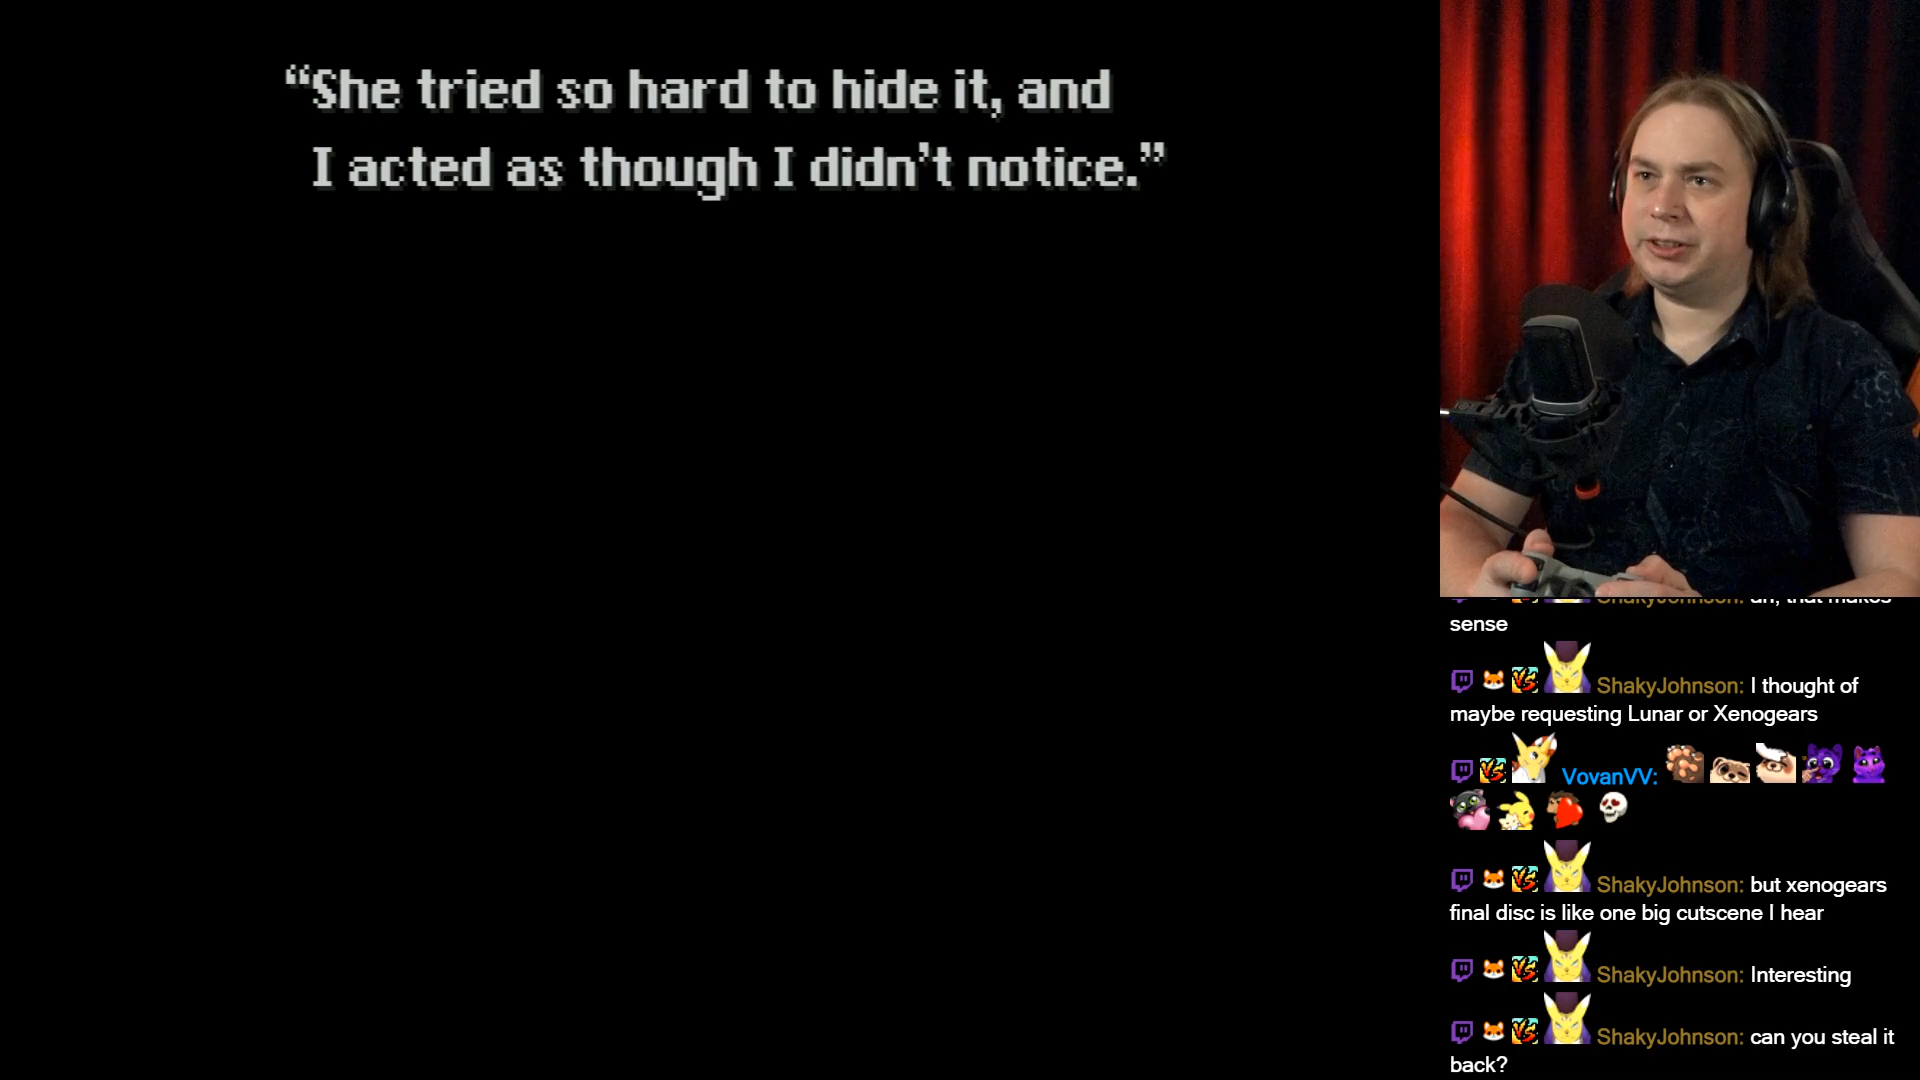 “She tried so hard to hide it, and
I acted as though I didn’t notice.”
sense
ShakyJohnson: I thought of
maybe requesting Lunar or Xenogears
VovanVV:
ShakyJohnson: but xenogears
final disc is like one big cutscene I hear
ShakyJohnson: Interesting
ShakyJohnson: can you steal it
back?